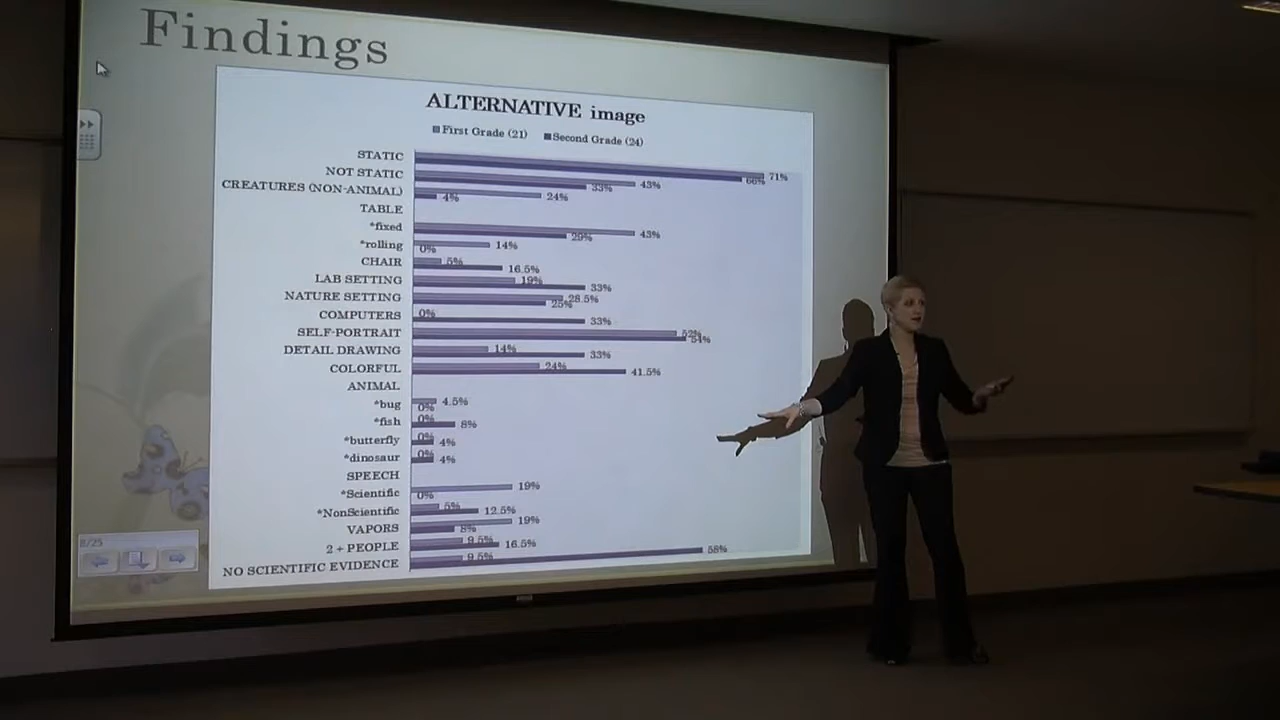 Findings
ALTERNATIVE image
First Grade (21) Second Grade (24)
STATIC 71% 66%
NOT STATIC 43% 33%
CREATURES (NON-ANIMAL) 24% 4%
TABLE
*fixed 43% 29%
*rolling 14% 0%
CHAIR 5% 16.5%
LAB SETTING 19% 33%
NATURE SETTING 28.5% 25%
COMPUTERS 0% 33%
SELF-PORTRAIT 52% 54%
DETAIL DRAWING 14% 33%
COLORFUL 24% 41.5%
ANIMAL
*bug 4.5% 0%
*fish 0% 8%
*butterfly 0% 4%
*dinosaur 0% 4%
SPEECH
*Scientific 19% 0%
*NonScientific 5% 12.5%
VAPORS 19% 8%
2 + PEOPLE 9.5% 16.5%
NO SCIENTIFIC EVIDENCE 9.5% 58%
8/25